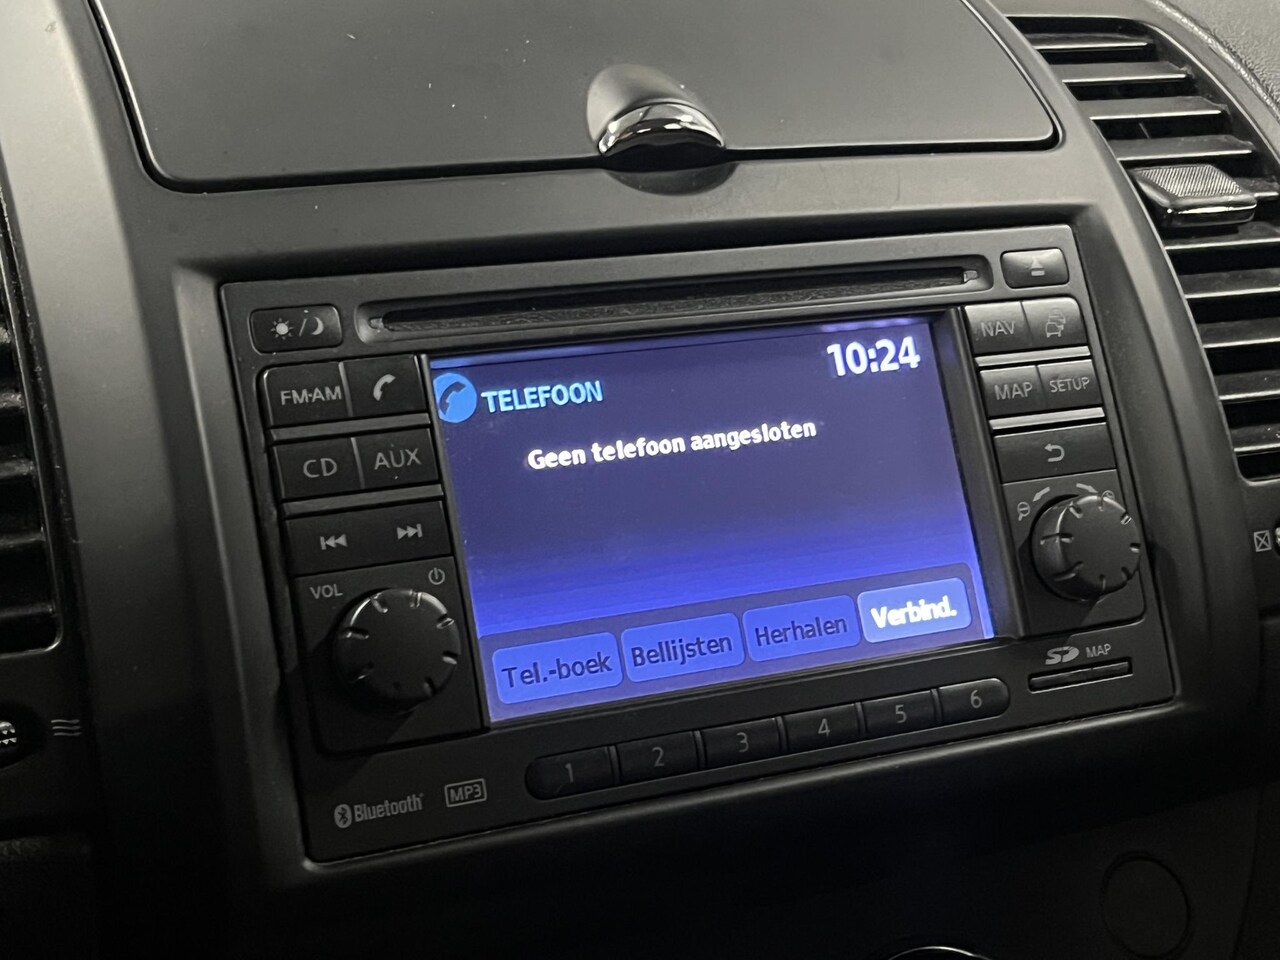 10:24
TELEFOON
Geen telefoon aangesloten
Tel.-boek Bellijsten Herhalen Verbind.
FM·AM
CD AUX
VOL
NAV
MAP SETUP
SD MAP
1 2 3 4 5 6
Bluetooth MP3